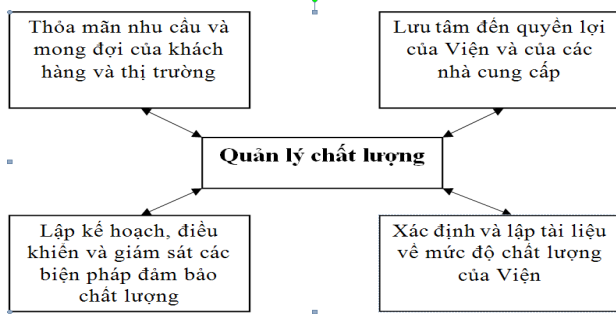 Thỏa mãn nhu cầu và
mong đợi của khách
hàng và thị trường
Lưu tâm đến quyền lợi
của Viện và của các
nhà cung cấp
Quản lý chất lượng
Lập kế hoạch, điều
khiển và giám sát các
biện pháp đảm bảo
chất lượng
Xác định và lập tài liệu
về mức độ chất lượng
của Viện